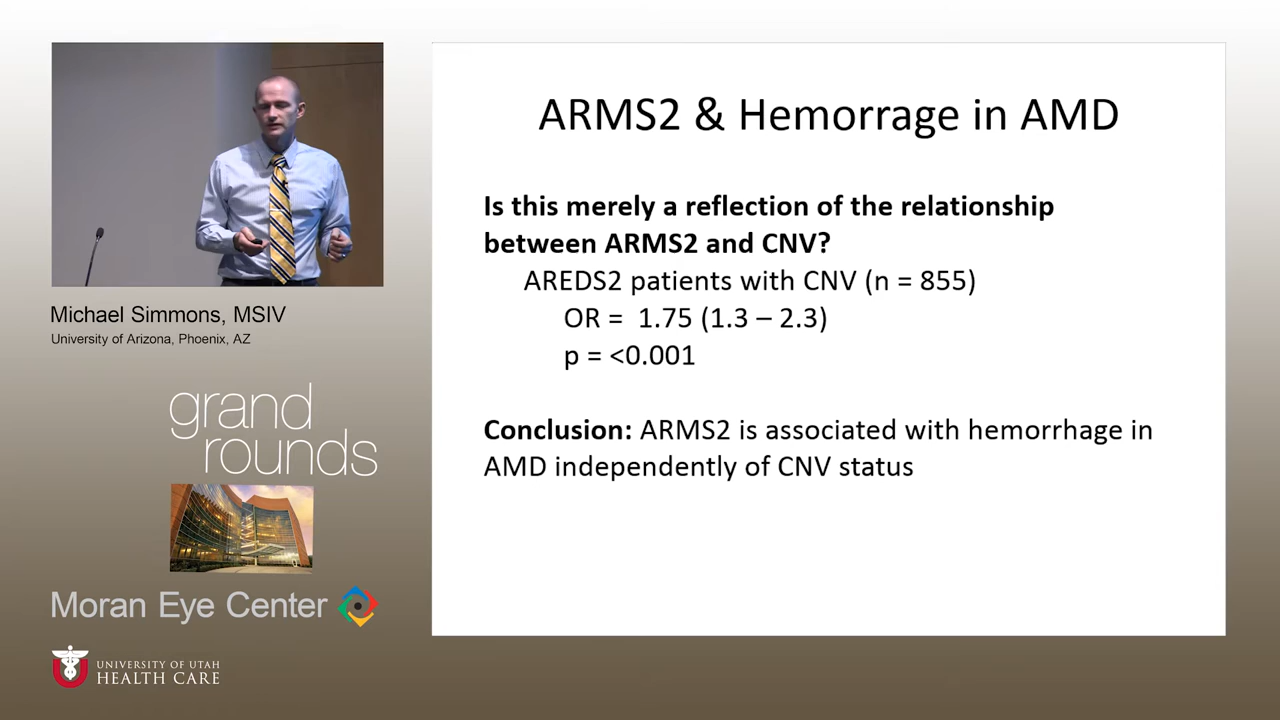 ARMS2 & Hemorrage in AMD
Is this merely a reflection of the relationship
between ARMS2 and CNV?
AREDS2 patients with CNV (n = 855)
OR =  1.75 (1.3 – 2.3)
p = <0.001
Conclusion: ARMS2 is associated with hemorrhage in
AMD independently of CNV status
Michael Simmons, MSIV
University of Arizona, Phoenix, AZ
grand
rounds
Moran Eye Center
U
UNIVERSITY OF UTAH
HEALTH CARE